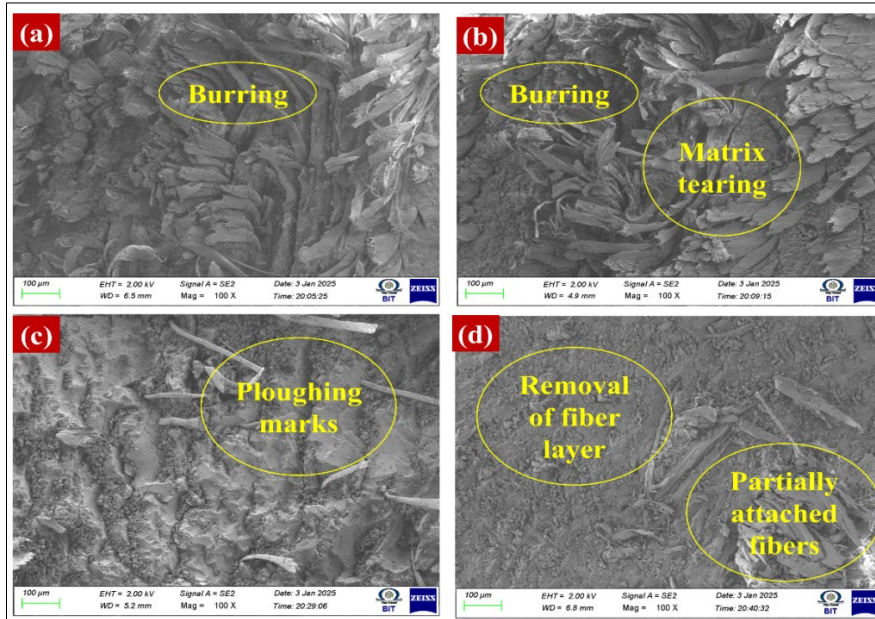 (a)
Burring
100 µm
EHT = 2.00 kV
Signal A = SE2
Date: 3 Jan 2025
WD = 6.5 mm
Mag = 100 X
Time: 20:05:25
BIT
ZEISS
(b)
Burring
Matrix
tearing
100 µm
EHT = 2.00 kV
Signal A = SE2
Date: 3 Jan 2025
WD = 4.9 mm
Mag = 100 X
Time: 20:09:15
BIT
ZEISS
(c)
Ploughing
marks
100 µm
EHT = 2.00 kV
Signal A = SE2
Date: 3 Jan 2025
WD = 5.2 mm
Mag = 100 X
Time: 20:29:06
BIT
ZEISS
(d)
Removal
of fiber
layer
Partially
attached
fibers
100 µm
EHT = 2.00 kV
Signal A = SE2
Date: 3 Jan 2025
WD = 6.8 mm
Mag = 100 X
Time: 20:40:32
BIT
ZEISS